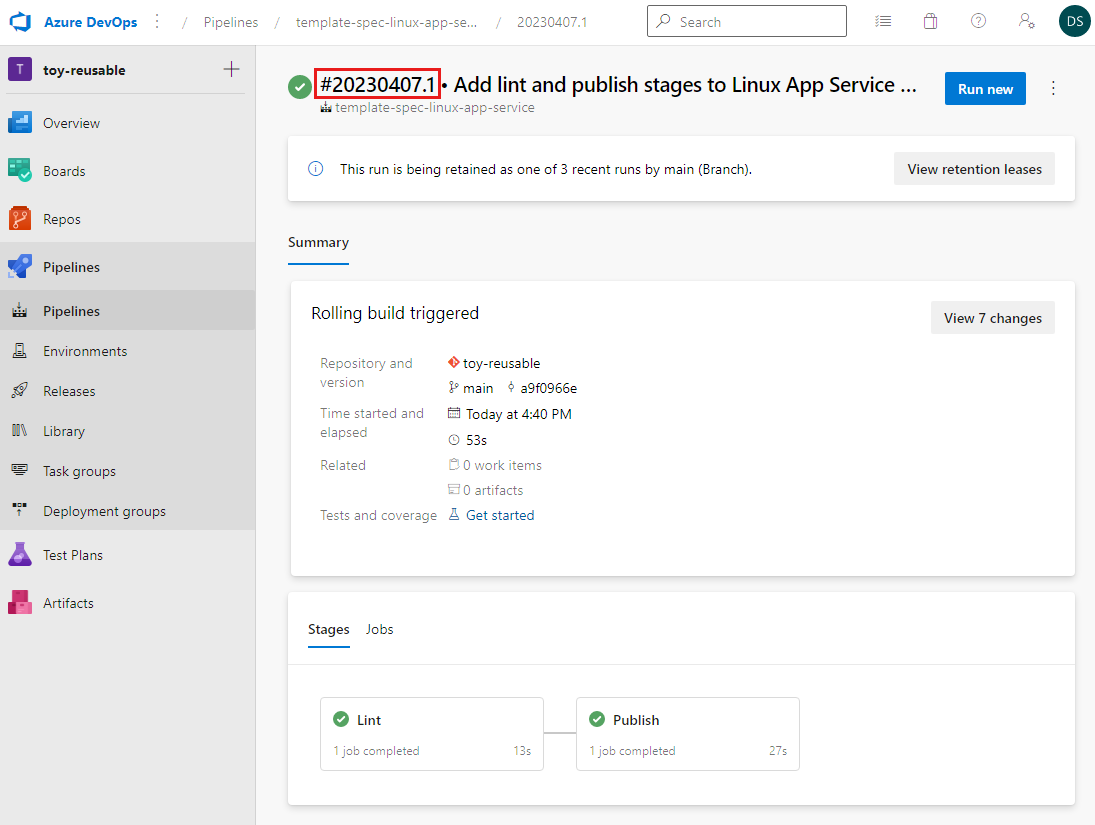 Azure DevOps / Pipelines / template-spec-linux-app-se... / 20230407.1 Search DS
T toy-reusable
Overview
Boards
Repos
Pipelines
Pipelines
Environments
Releases
Library
Task groups
Deployment groups
Test Plans
Artifacts
#20230407.1 • Add lint and publish stages to Linux App Service ...
template-spec-linux-app-service
Run new
This run is being retained as one of 3 recent runs by main (Branch).
View retention leases
Summary
Rolling build triggered
View 7 changes
Repository and
version
toy-reusable
main a9f0966e
Time started and
elapsed
Today at 4:40 PM
53s
Related
0 work items
0 artifacts
Tests and coverage
Get started
Stages Jobs
Lint
1 job completed 13s
Publish
1 job completed 27s